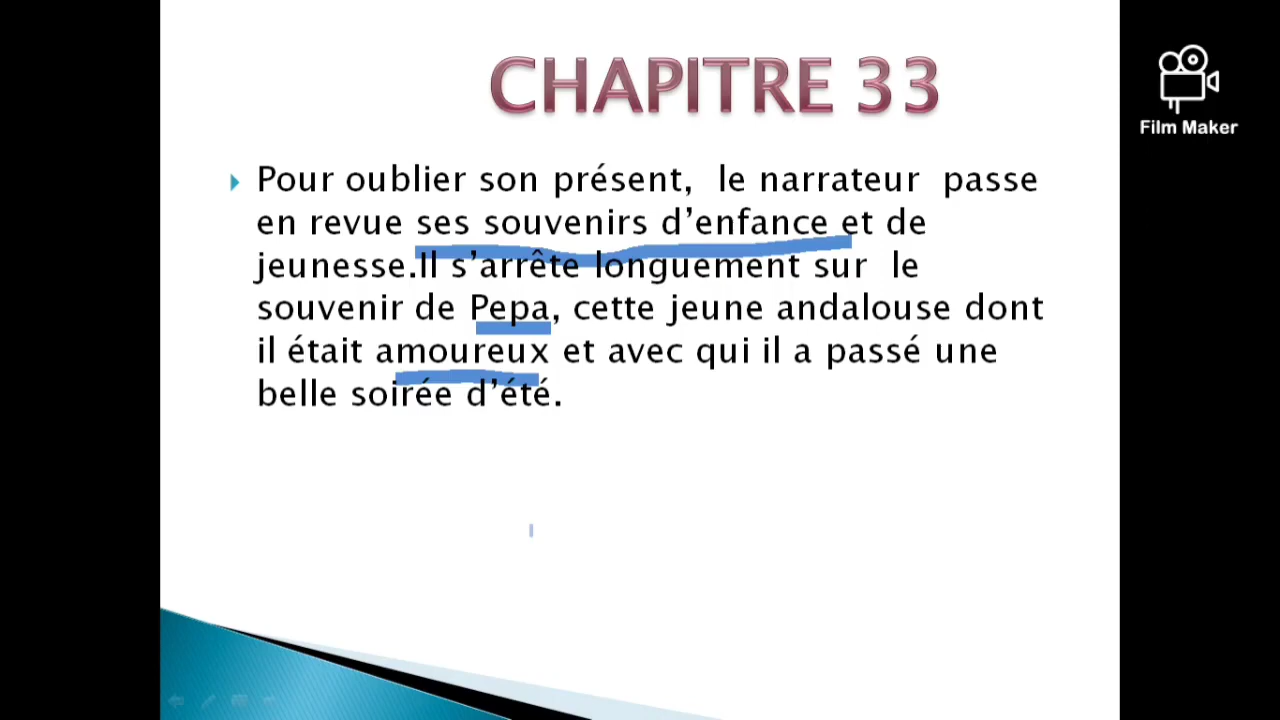 CHAPITRE 33
Film Maker
Pour oublier son présent, le narrateur passe
en revue ses souvenirs d’enfance et de
jeunesse.Il s’arrête longuement sur le
souvenir de Pepa, cette jeune andalouse dont
il était amoureux et avec qui il a passé une
belle soirée d’été.